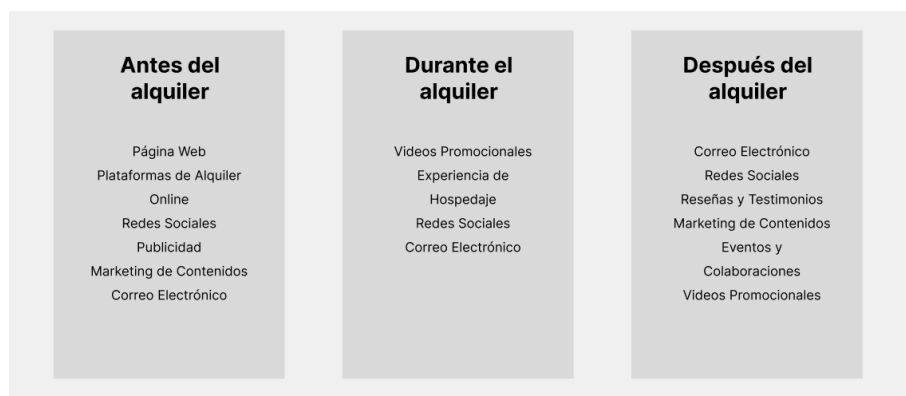 Antes del
alquiler
Página Web
Plataformas de Alquiler
Online
Redes Sociales
Publicidad
Marketing de Contenidos
Correo Electrónico
Durante el
alquiler
Videos Promocionales
Experiencia de
Hospedaje
Redes Sociales
Correo Electrónico
Después del
alquiler
Correo Electrónico
Redes Sociales
Reseñas y Testimonios
Marketing de Contenidos
Eventos y
Colaboraciones
Videos Promocionales